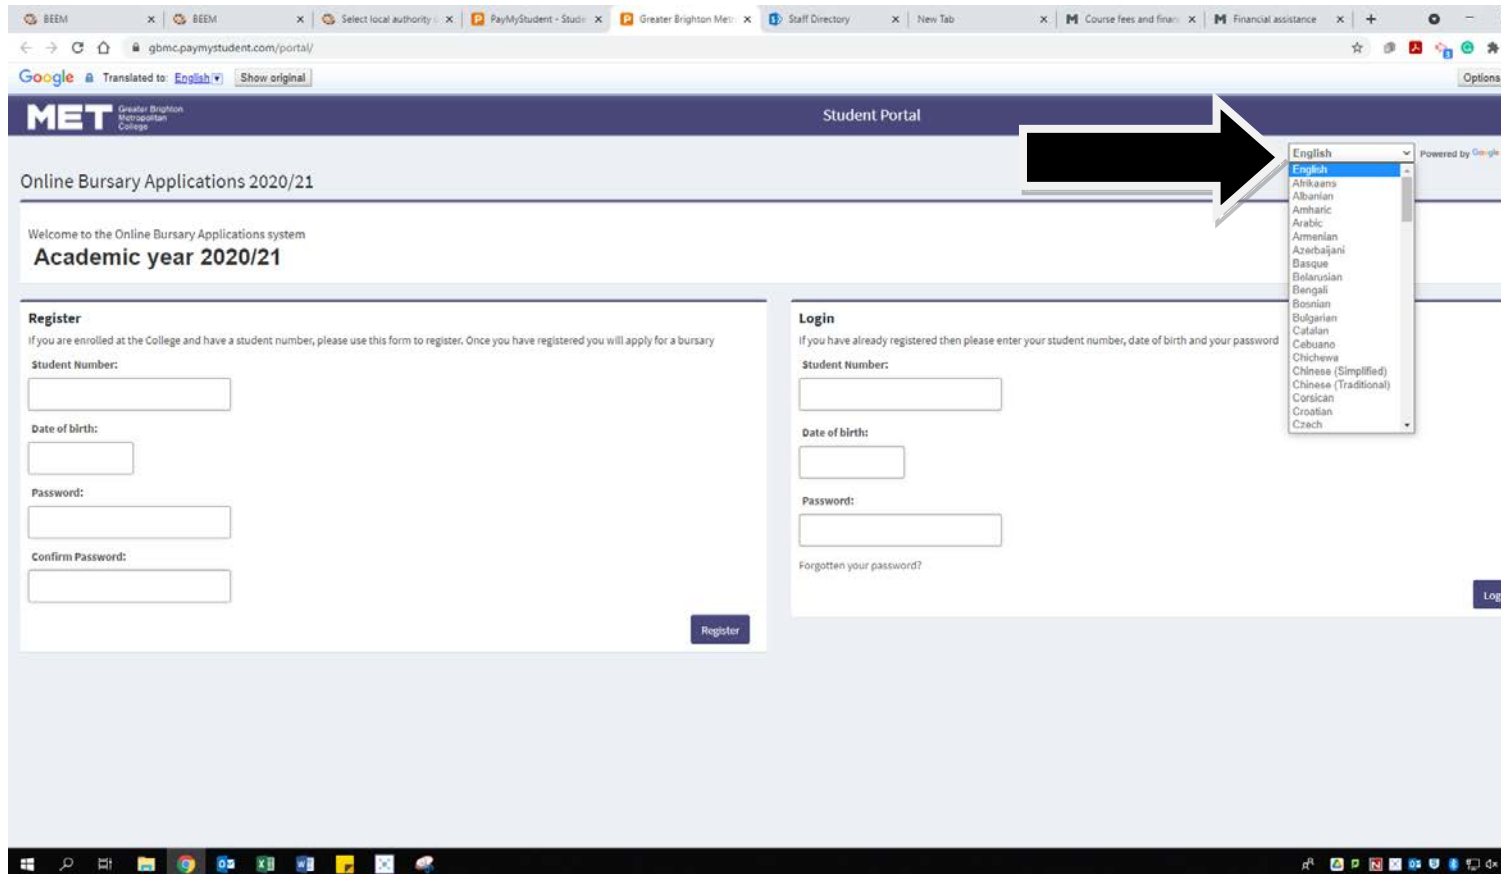 BEEM
BEEM
Select local authority
PayMyStudent - Stude
Greater Brighton Met
Staff Directory
New Tab
Course fees and finan
Financial assistance
gbmc.paymystudent.com/portal/
Google Translated to: English Show original
Options
MET Greater Brighton
Metropolitan
College
Student Portal
English
Powered by Google
English
Afrikaans
Albanian
Amharic
Arabic
Armenian
Azerbaijani
Basque
Belarusian
Bengali
Bosnian
Bulgarian
Catalan
Cebuano
Chichewa
Chinese (Simplified)
Chinese (Traditional)
Corsican
Croatian
Czech
Online Bursary Applications 2020/21
Welcome to the Online Bursary Applications system
Academic year 2020/21
Register
If you are enrolled at the College and have a student number, please use this form to register. Once you have registered you will apply for a bursary
Student Number:
Date of birth:
Password:
Confirm Password:
Register
Login
If you have already registered then please enter your student number, date of birth and your password
Student Number:
Date of birth:
Password:
Forgotten your password?
Log